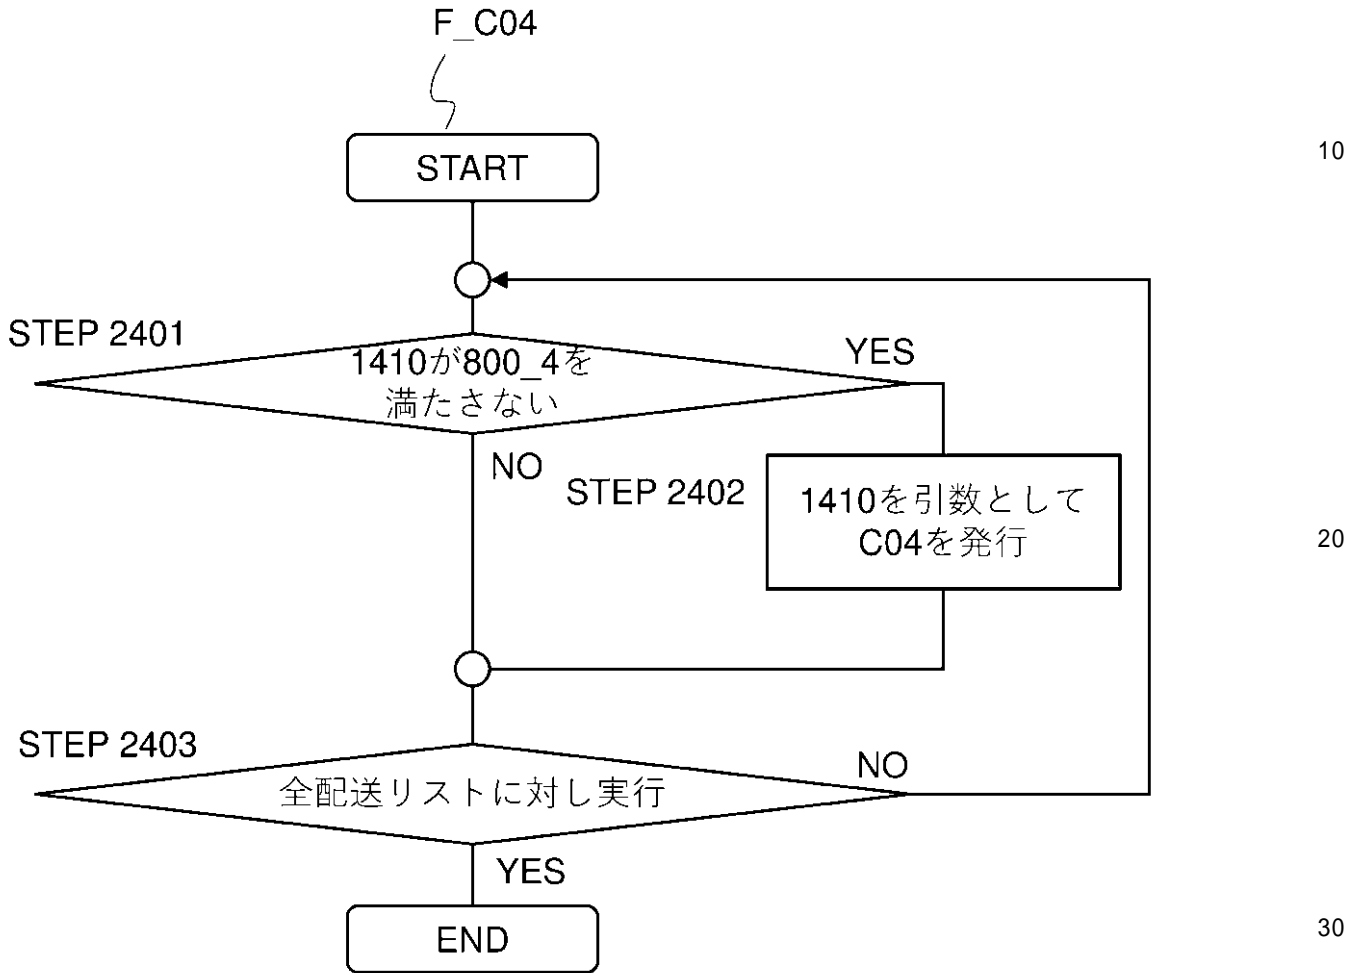 F_C04
START
10
STEP 2401
1410が800_4を
満たさない
YES
NO
STEP 2402
1410を引数として
C04を発行
20
STEP 2403
全配送リストに対し実行
NO
YES
END
30